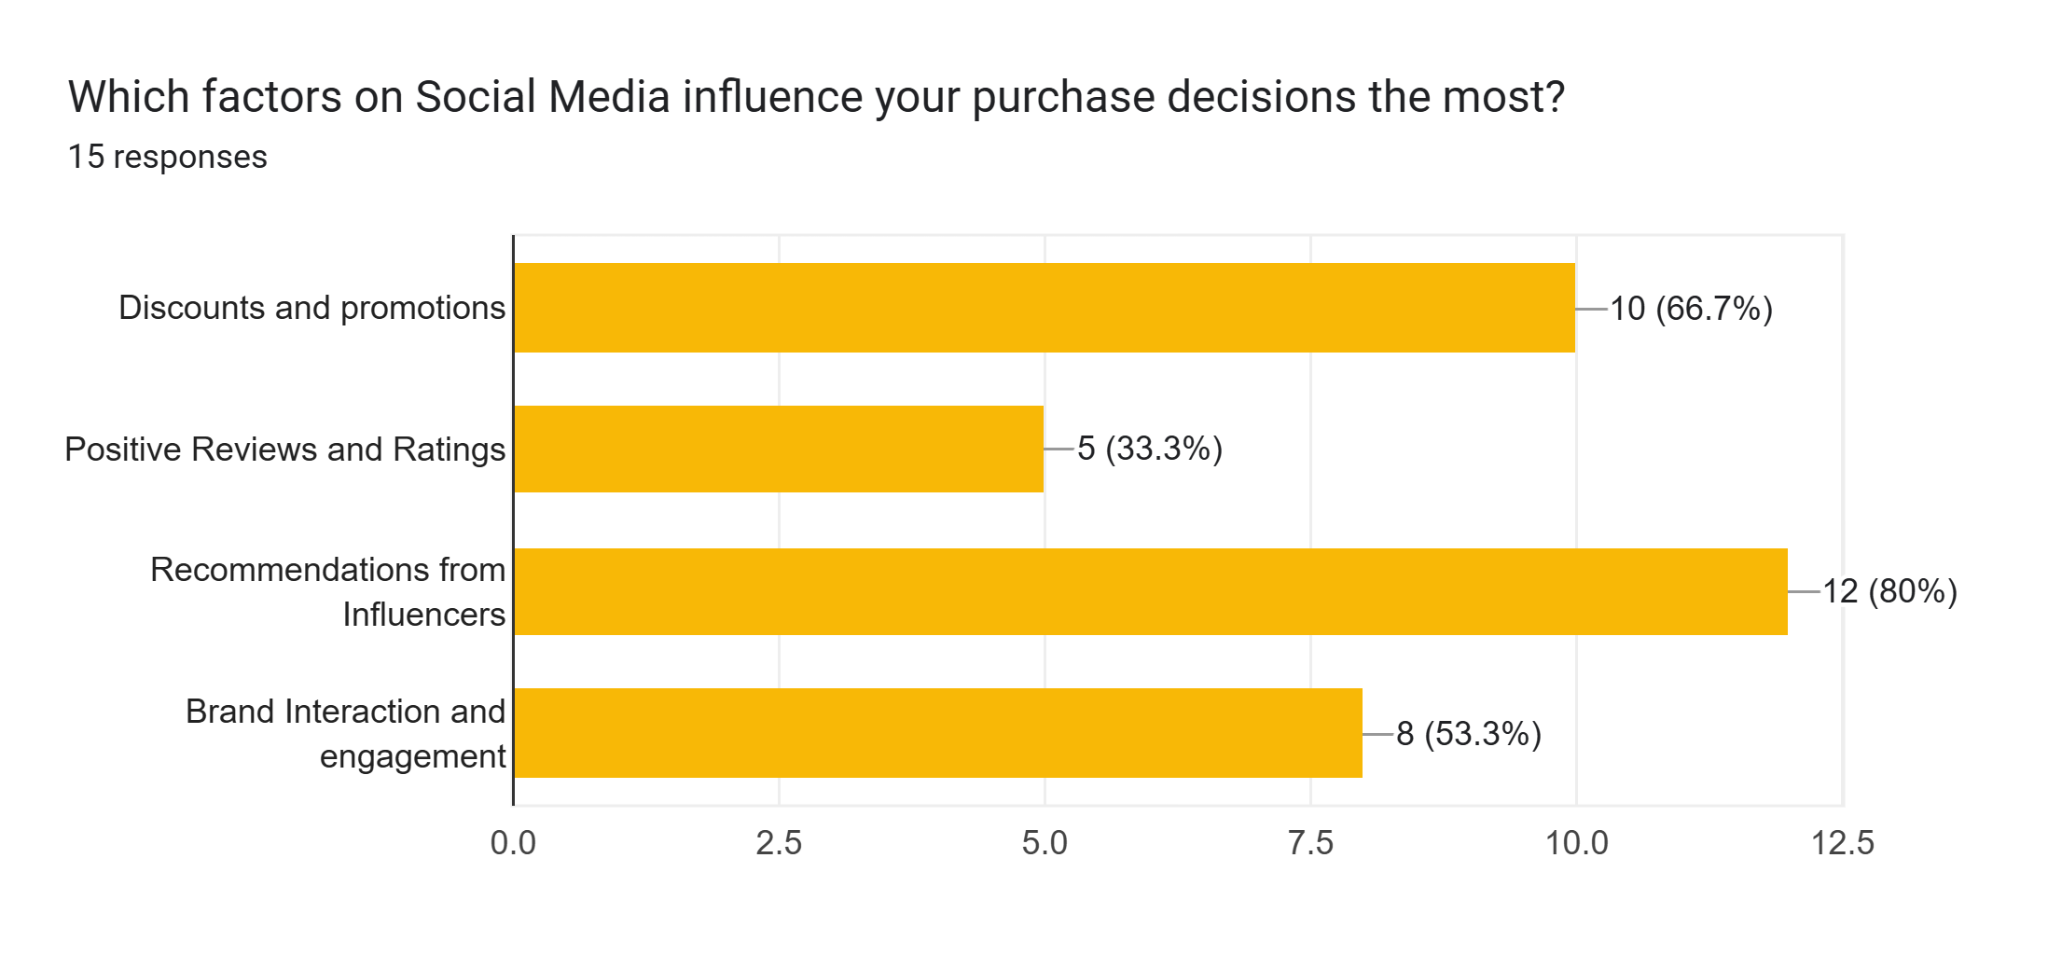 Which factors on Social Media influence your purchase decisions the most?
15 responses
Discounts and promotions
10 (66.7%)
Positive Reviews and Ratings
5 (33.3%)
Recommendations from
Influencers
12 (80%)
Brand Interaction and
engagement
8 (53.3%)
0.0 2.5 5.0 7.5 10.0 12.5